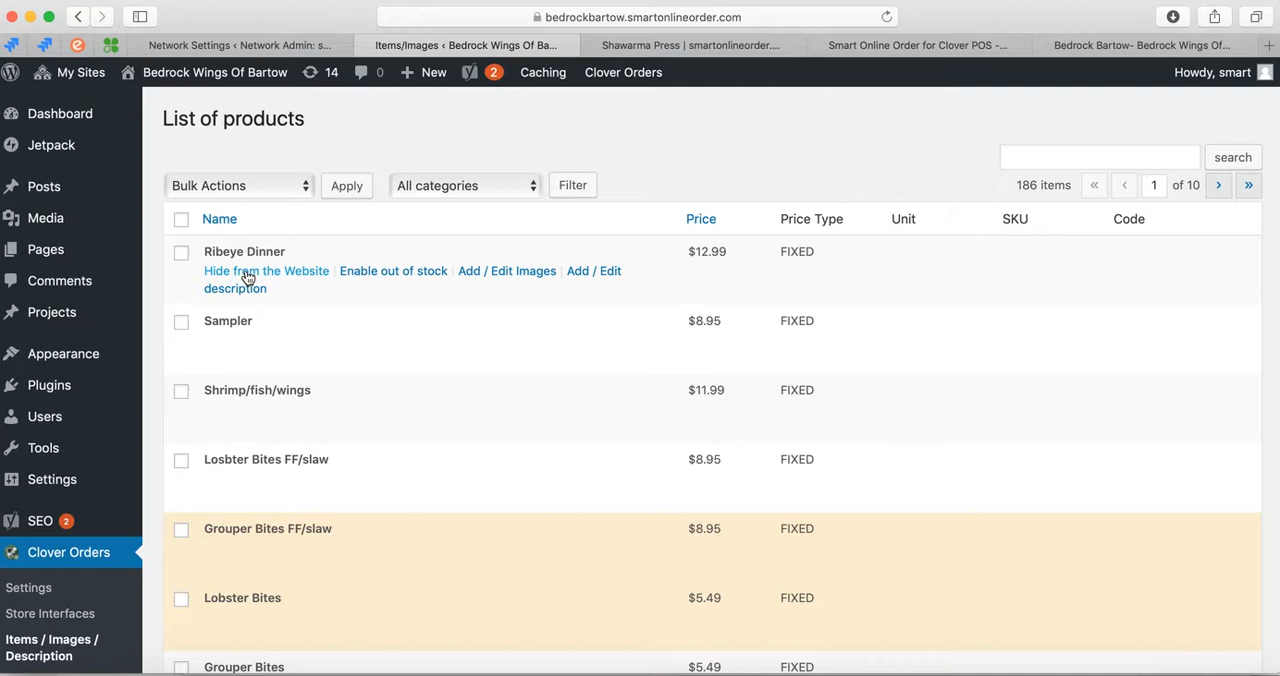 bedrockbartow.smartonlineorder.com
Network Settings ‹ Network Admin: s...
Items/Images ‹ Bedrock Wings Of Ba...
Shawarma Press | smartonlineorder....
Smart Online Order for Clover POS -...
Bedrock Bartow- Bedrock Wings Of...
My Sites
Bedrock Wings Of Bartow
14
0
New
2
Caching
Clover Orders
Howdy, smart
Dashboard
Jetpack
Posts
Media
Pages
Comments
Projects
Appearance
Plugins
Users
Tools
Settings
SEO 2
Clover Orders
Settings
Store Interfaces
Items / Images /
Description
List of products
search
Bulk Actions
Apply
All categories
Filter
186 items « ‹ 1 of 10 › »
Name Price Price Type Unit SKU Code
Ribeye Dinner $12.99 FIXED
Hide from the Website | Enable out of stock | Add / Edit Images | Add / Edit
description
Sampler $8.95 FIXED
Shrimp/fish/wings $11.99 FIXED
Losbter Bites FF/slaw $8.95 FIXED
Grouper Bites FF/slaw $8.95 FIXED
Lobster Bites $5.49 FIXED
Grouper Bites $5.49 FIXED